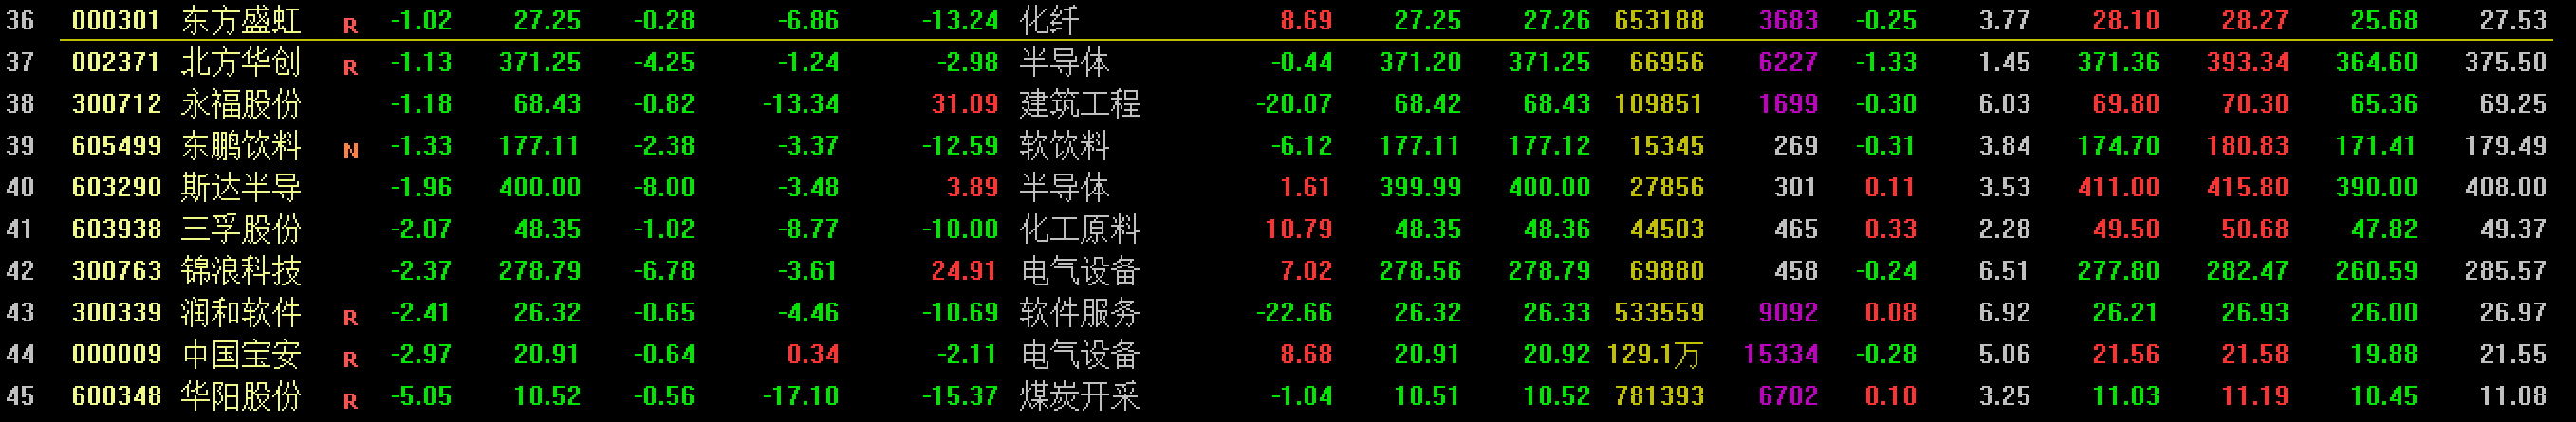 36 000301 东方盛虹 R -1.02 27.25 -0.28 -6.86 -13.24 化纤 8.69 27.25 27.26 653188 3683 -0.25 3.77 28.10 28.27 25.68 27.53
37 002371 北方华创 R -1.13 371.25 -4.25 -1.24 -2.98 半导体 -0.44 371.20 371.25 66956 6227 -1.33 1.45 371.36 393.34 364.60 375.50
38 300712 永福股份 -1.18 68.43 -0.82 -13.34 31.09 建筑工程 -20.07 68.42 68.43 109851 1699 -0.30 6.03 69.80 70.30 65.36 69.25
39 605499 东鹏饮料 N -1.33 177.11 -2.38 -3.37 -12.59 软饮料 -6.12 177.11 177.12 15345 269 -0.31 3.84 174.70 180.83 171.41 179.49
40 603290 斯达半导 -1.96 400.00 -8.00 -3.48 3.89 半导体 1.61 399.99 400.00 27856 301 0.11 3.53 411.00 415.80 390.00 408.00
41 603938 三孚股份 -2.07 48.35 -1.02 -8.77 -10.00 化工原料 10.79 48.35 48.36 44503 465 0.33 2.28 49.50 50.68 47.82 49.37
42 300763 锦浪科技 -2.37 278.79 -6.78 -3.61 24.91 电气设备 7.02 278.56 278.79 69880 458 -0.24 6.51 277.80 282.47 260.59 285.57
43 300339 润和软件 R -2.41 26.32 -0.65 -4.46 -10.69 软件服务 -22.66 26.32 26.33 533559 9092 0.08 6.92 26.21 26.93 26.00 26.97
44 000009 中国宝安 R -2.97 20.91 -0.64 0.34 -2.11 电气设备 8.68 20.91 20.92 129.1万 15334 -0.28 5.06 21.56 21.58 19.88 21.55
45 600348 华阳股份 R -5.05 10.52 -0.56 -17.10 -15.37 煤炭开采 -1.04 10.51 10.52 781393 6702 0.10 3.25 11.03 11.19 10.45 11.08